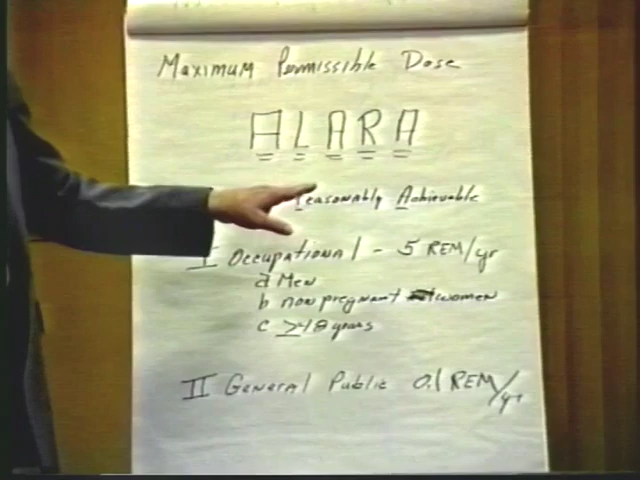 Maximum Permissible Dose
ALARA
Reasonably Achievable
I Occupational - 5 REM/yr
a Men
b non pregnant women
c ≥18 years
II General Public 0.1 REM/yr